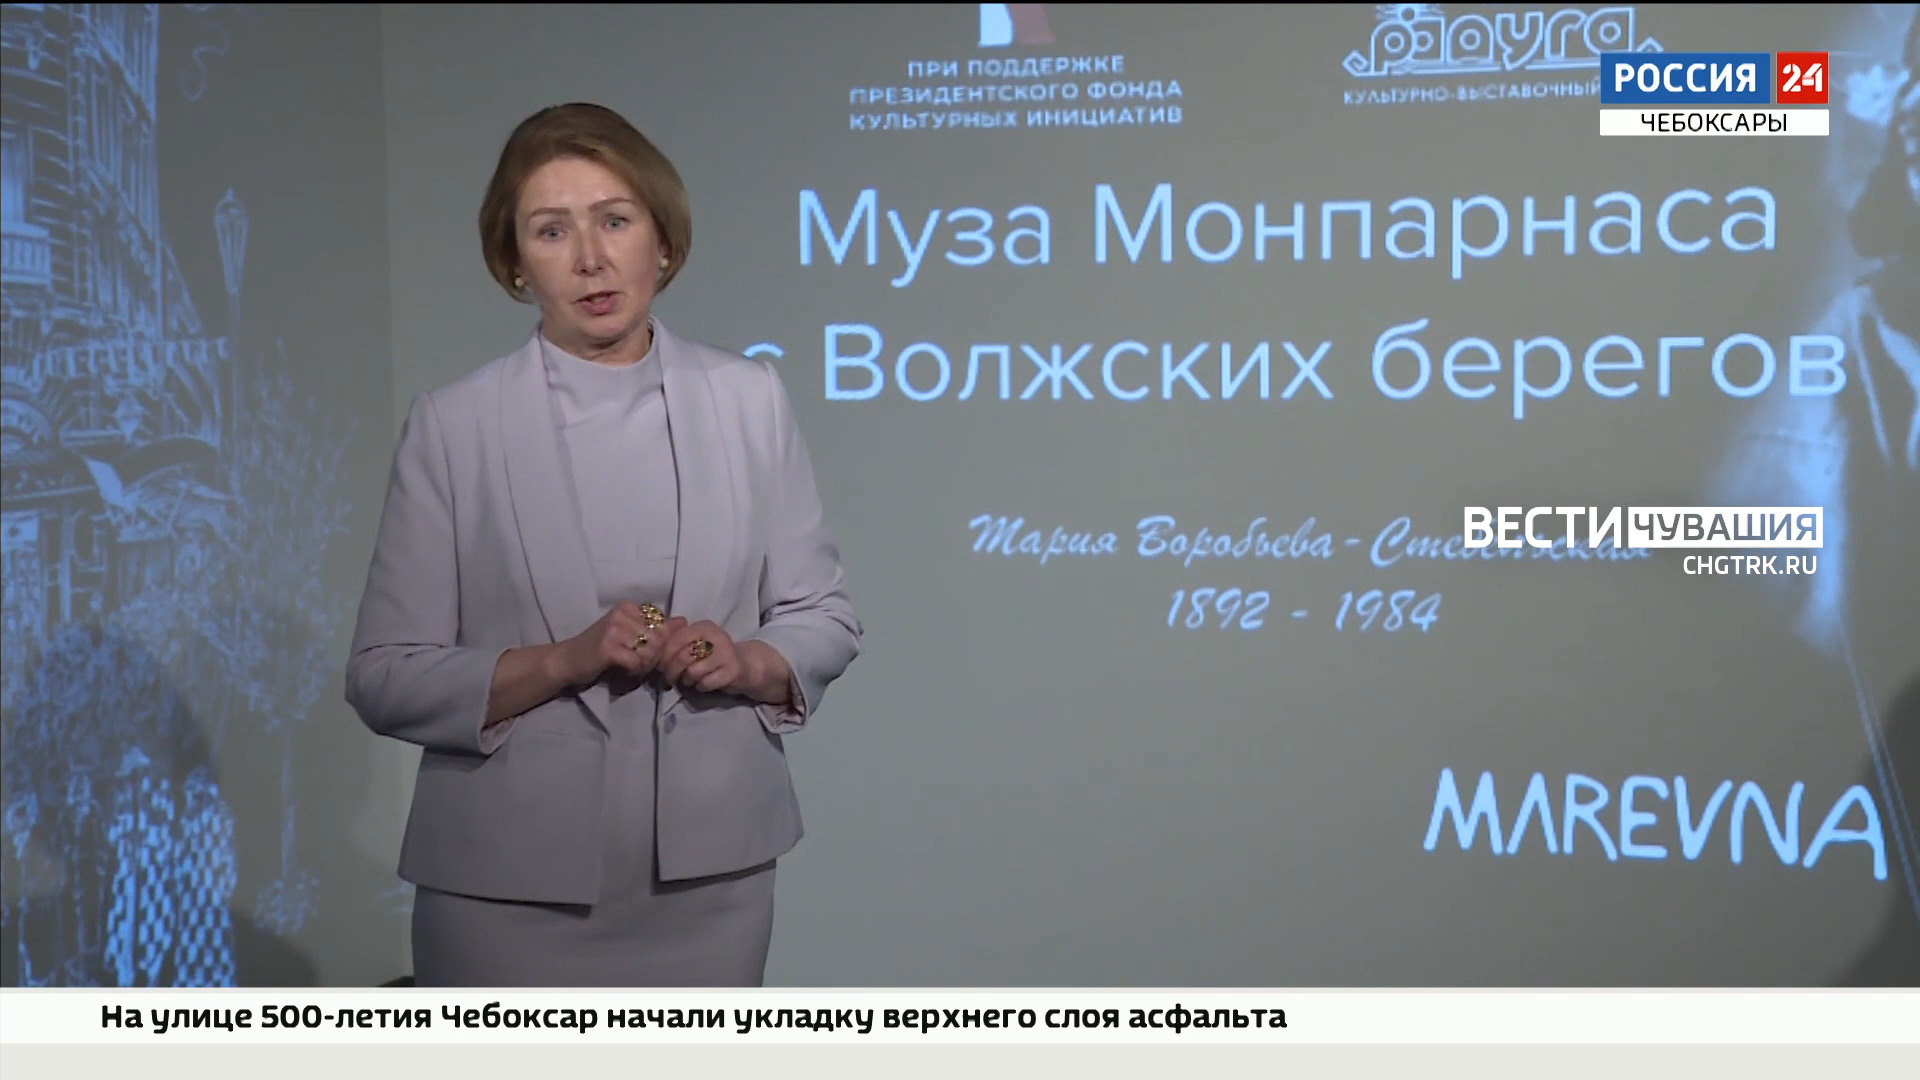 Радуга
КУЛЬТУРНО-ВЫСТАВОЧНЫЙ
ПРИ ПОДДЕРЖКЕ
ПРЕЗИДЕНТСКОГО ФОНДА
КУЛЬТУРНЫХ ИНИЦИАТИВ
РОССИЯ 24
ЧЕБОКСАРЫ
Муза Монпарнаса
с Волжских берегов
Мария Воробьева-
1892 - 1984
ВЕСТИ ЧУВАШИЯ
CHGTRK.RU
MAREVNA
На улице 500-летия Чебоксар начали укладку верхнего слоя асфальта